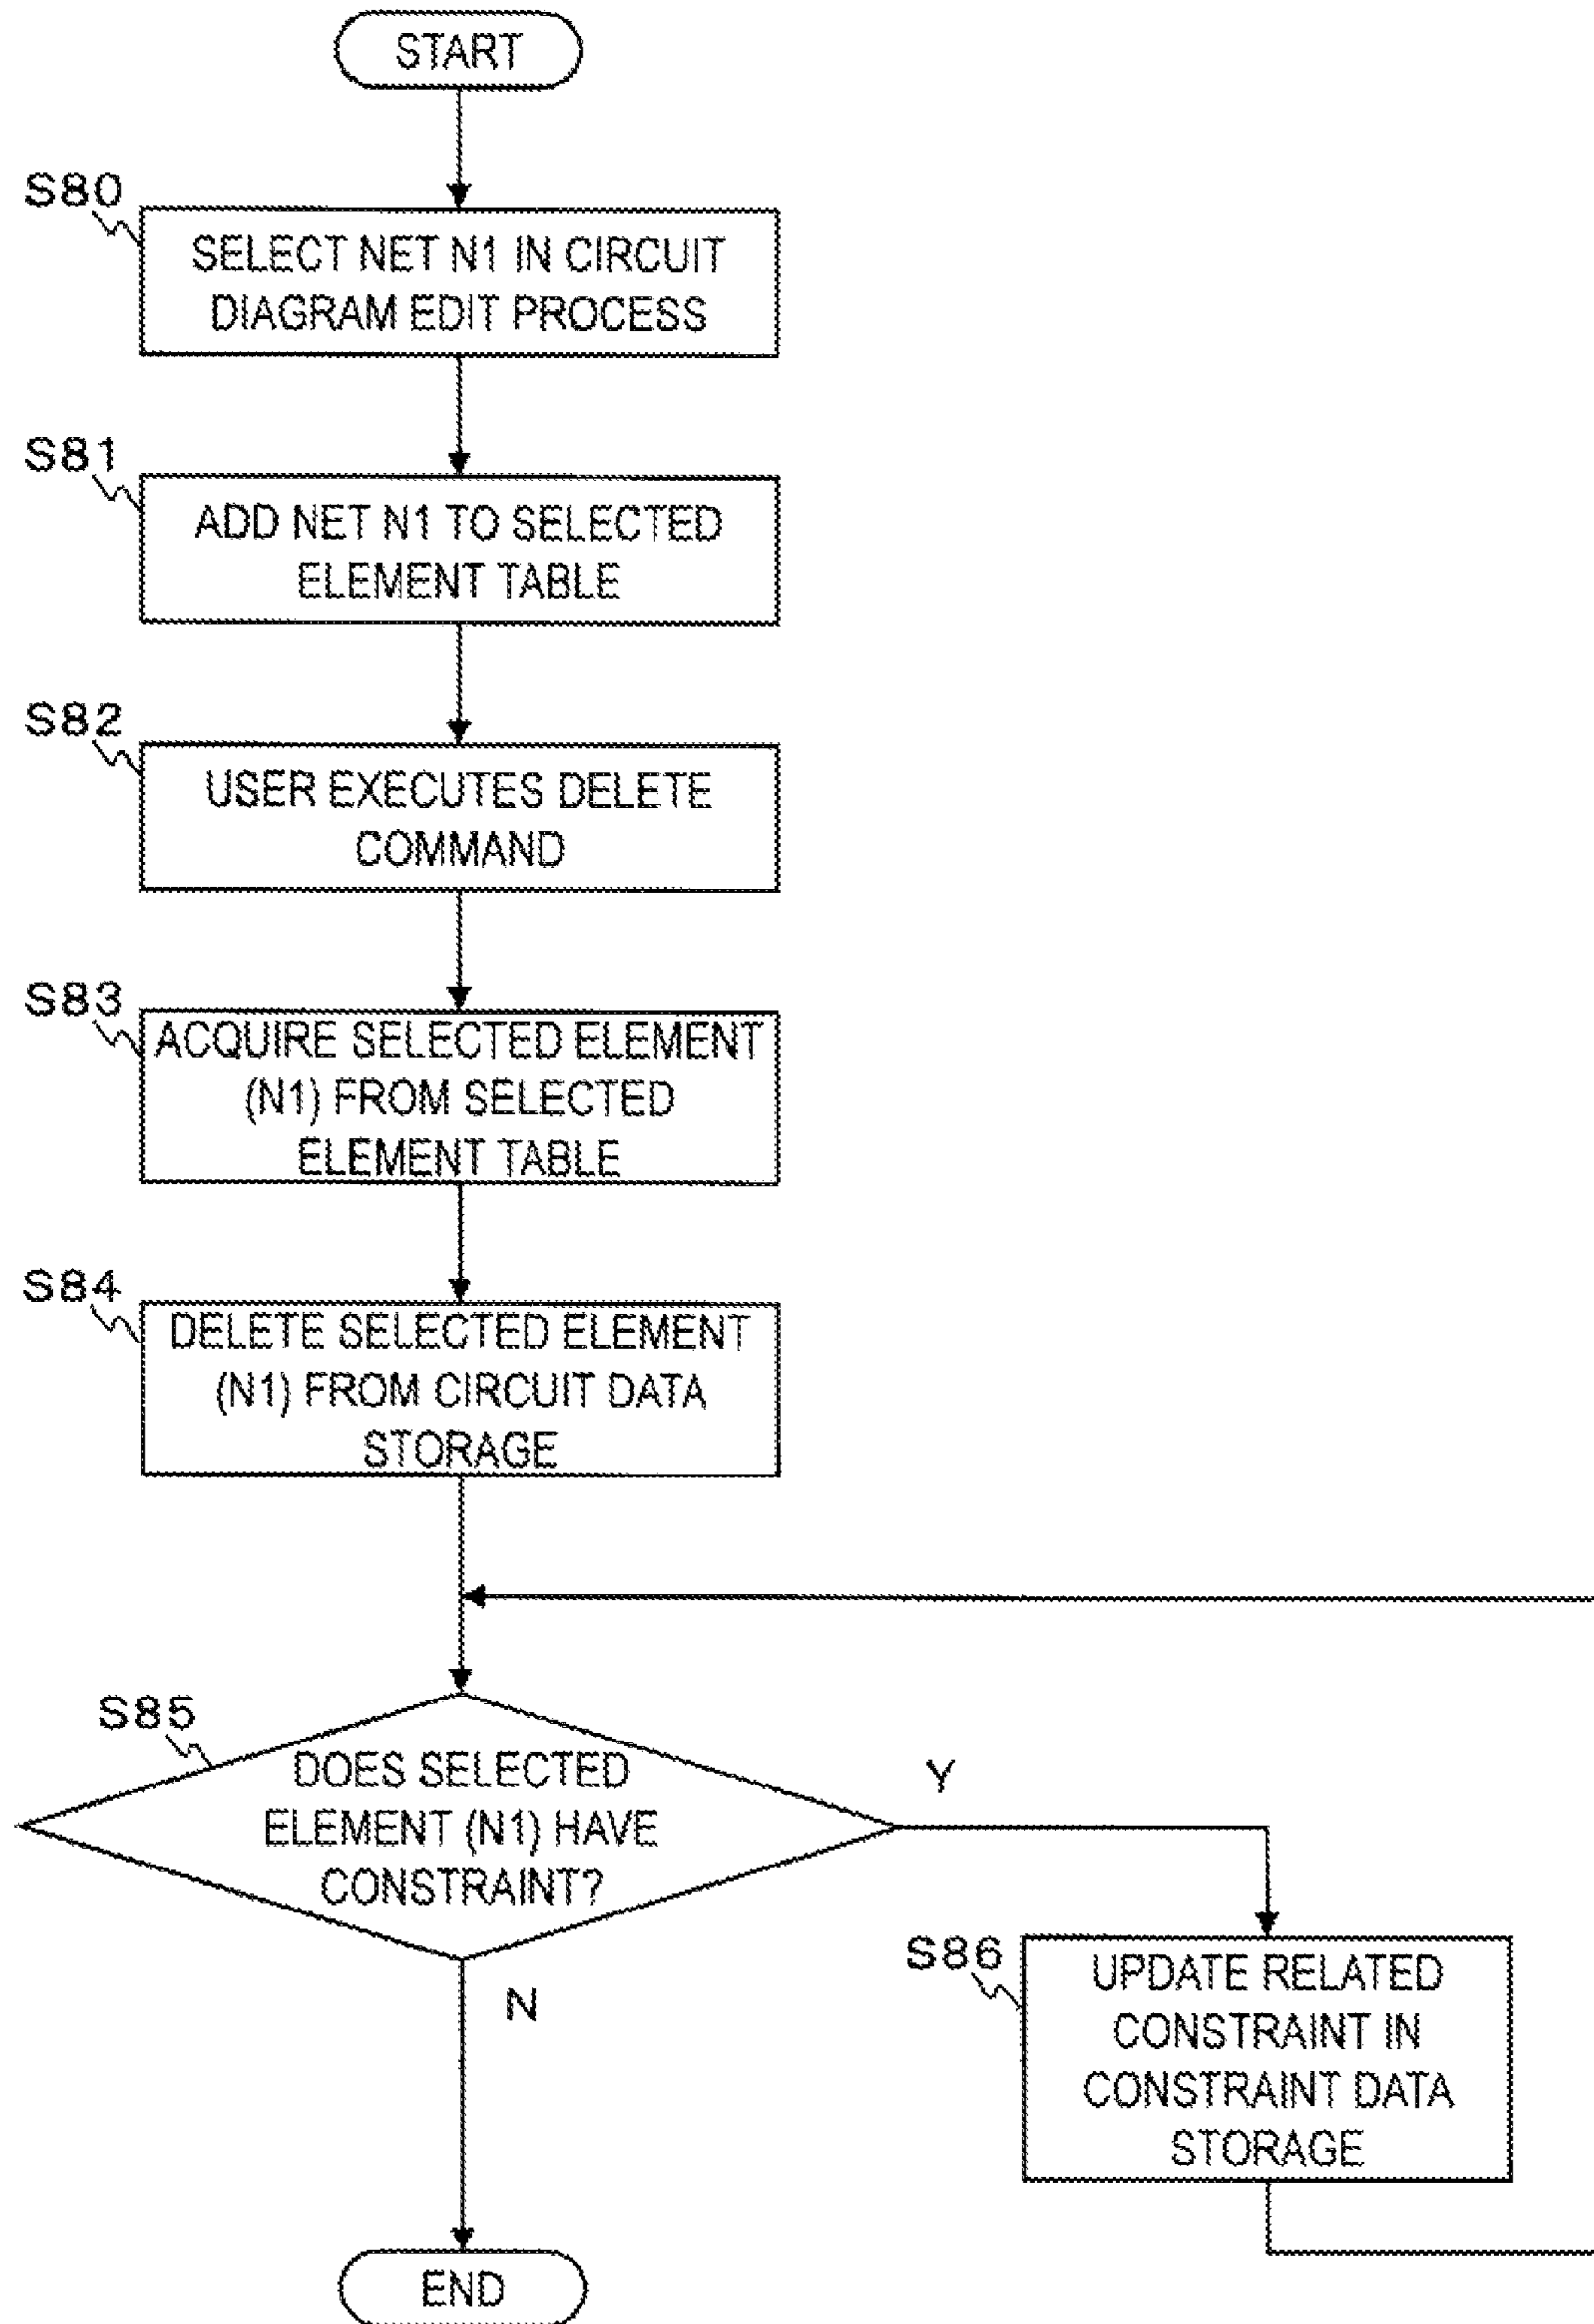 START
S80
SELECT NET N1 IN CIRCUIT
DIAGRAM EDIT PROCESS
S81
ADD NET N1 TO SELECTED
ELEMENT TABLE
S82
USER EXECUTES DELETE
COMMAND
S83
ACQUIRE SELECTED ELEMENT
(N1) FROM SELECTED
ELEMENT TABLE
S84
DELETE SELECTED ELEMENT
(N1) FROM CIRCUIT DATA
STORAGE
S85
DOES SELECTED
ELEMENT (N1) HAVE
CONSTRAINT?
Y
N
S86
UPDATE RELATED
CONSTRAINT IN
CONSTRAINT DATA
STORAGE
END